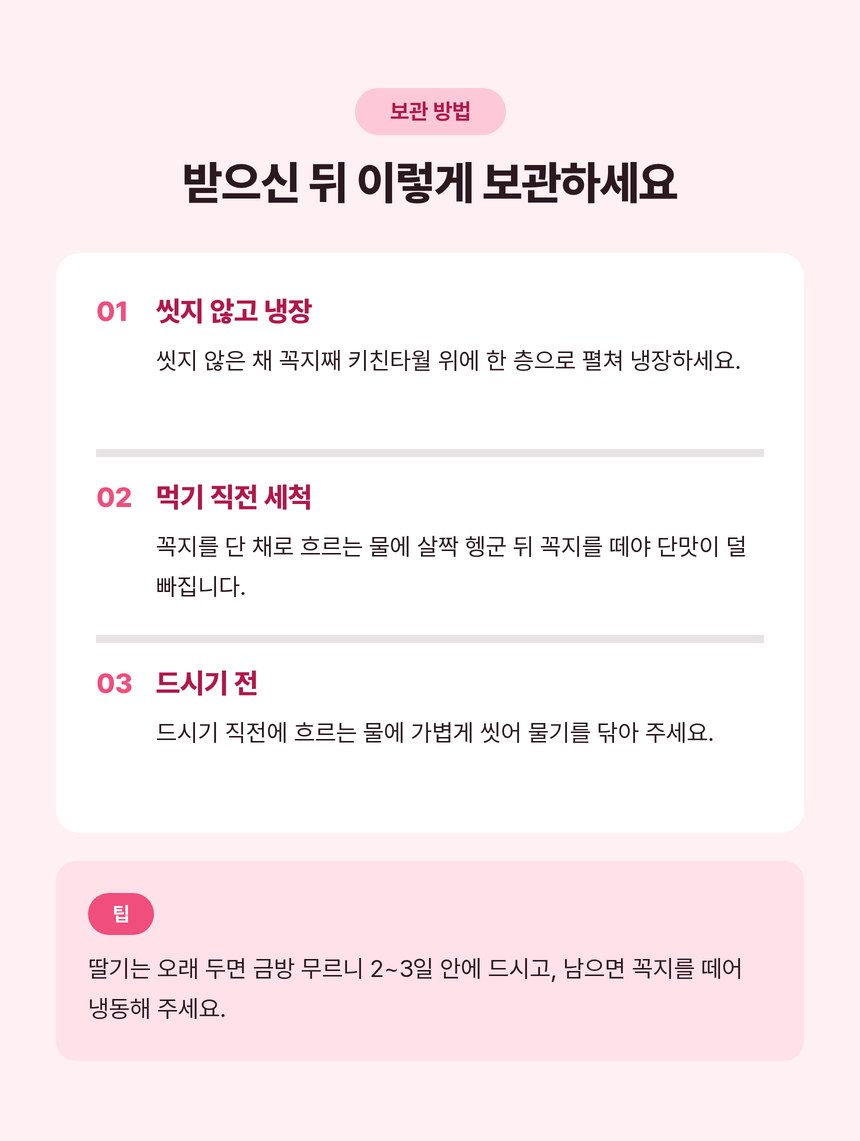 보관 방법
받으신 뒤 이렇게 보관하세요
01 씻지 않고 냉장
씻지 않은 채 꼭지째 키친타월 위에 한 층으로 펼쳐 냉장하세요.
02 먹기 직전 세척
꼭지를 단 채로 흐르는 물에 살짝 헹군 뒤 꼭지를 떼야 단맛이 덜
빠집니다.
03 드시기 전
드시기 직전에 흐르는 물에 가볍게 씻어 물기를 닦아 주세요.
팁
딸기는 오래 두면 금방 무르니 2~3일 안에 드시고, 남으면 꼭지를 떼어
냉동해 주세요.